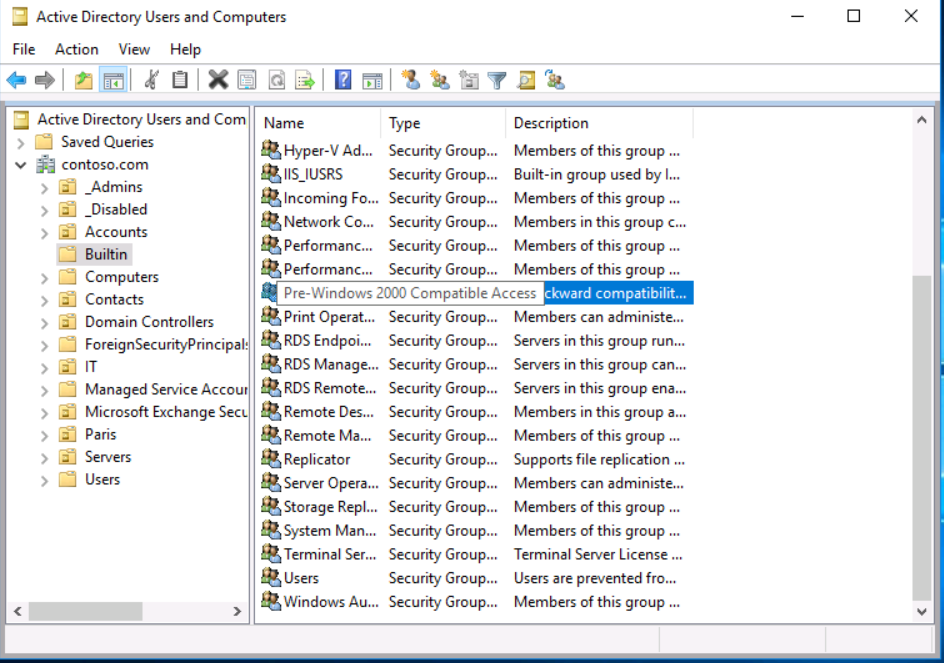 Active Directory Users and Computers
File Action View Help
Active Directory Users and Com
Saved Queries
contoso.com
_Admins
_Disabled
Accounts
Builtin
Computers
Contacts
Domain Controllers
ForeignSecurityPrincipals
IT
Managed Service Accour
Microsoft Exchange Secu
Paris
Servers
Users
Name Type Description
Hyper-V Ad... Security Group... Members of this group ...
IIS_IUSRS Security Group... Built-in group used by I...
Incoming Fo... Security Group... Members of this group ...
Network Co... Security Group... Members in this group c...
Performanc... Security Group... Members of this group ...
Performanc... Security Group... Members of this group ...
Pre-Windows 2000 Compatible Access ckward compatibilit...
Print Operat... Security Group... Members can administe...
RDS Endpoi... Security Group... Servers in this group run...
RDS Manage... Security Group... Servers in this group can...
RDS Remote... Security Group... Servers in this group ena...
Remote Des... Security Group... Members in this group a...
Remote Ma... Security Group... Members of this group ...
Replicator Security Group... Supports file replication ...
Server Opera... Security Group... Members can administe...
Storage Repl... Security Group... Members of this group ...
System Man... Security Group... Members of this group ...
Terminal Ser... Security Group... Terminal Server License ...
Users Security Group... Users are prevented fro...
Windows Au... Security Group... Members of this group ...